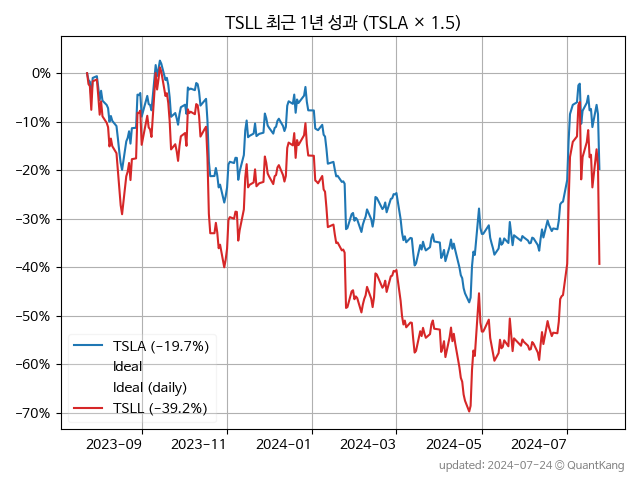 TSLL 최근 1년 성과 (TSLA × 1.5)
0%
−10%
−20%
−30%
−40%
−50%
−60%
−70%
TSLA (−19.7%)
Ideal
Ideal (daily)
TSLL (−39.2%)
2023−09
2023−11
2024−01
2024−03
2024−05
2024−07
updated: 2024−07−24 © QuantKang